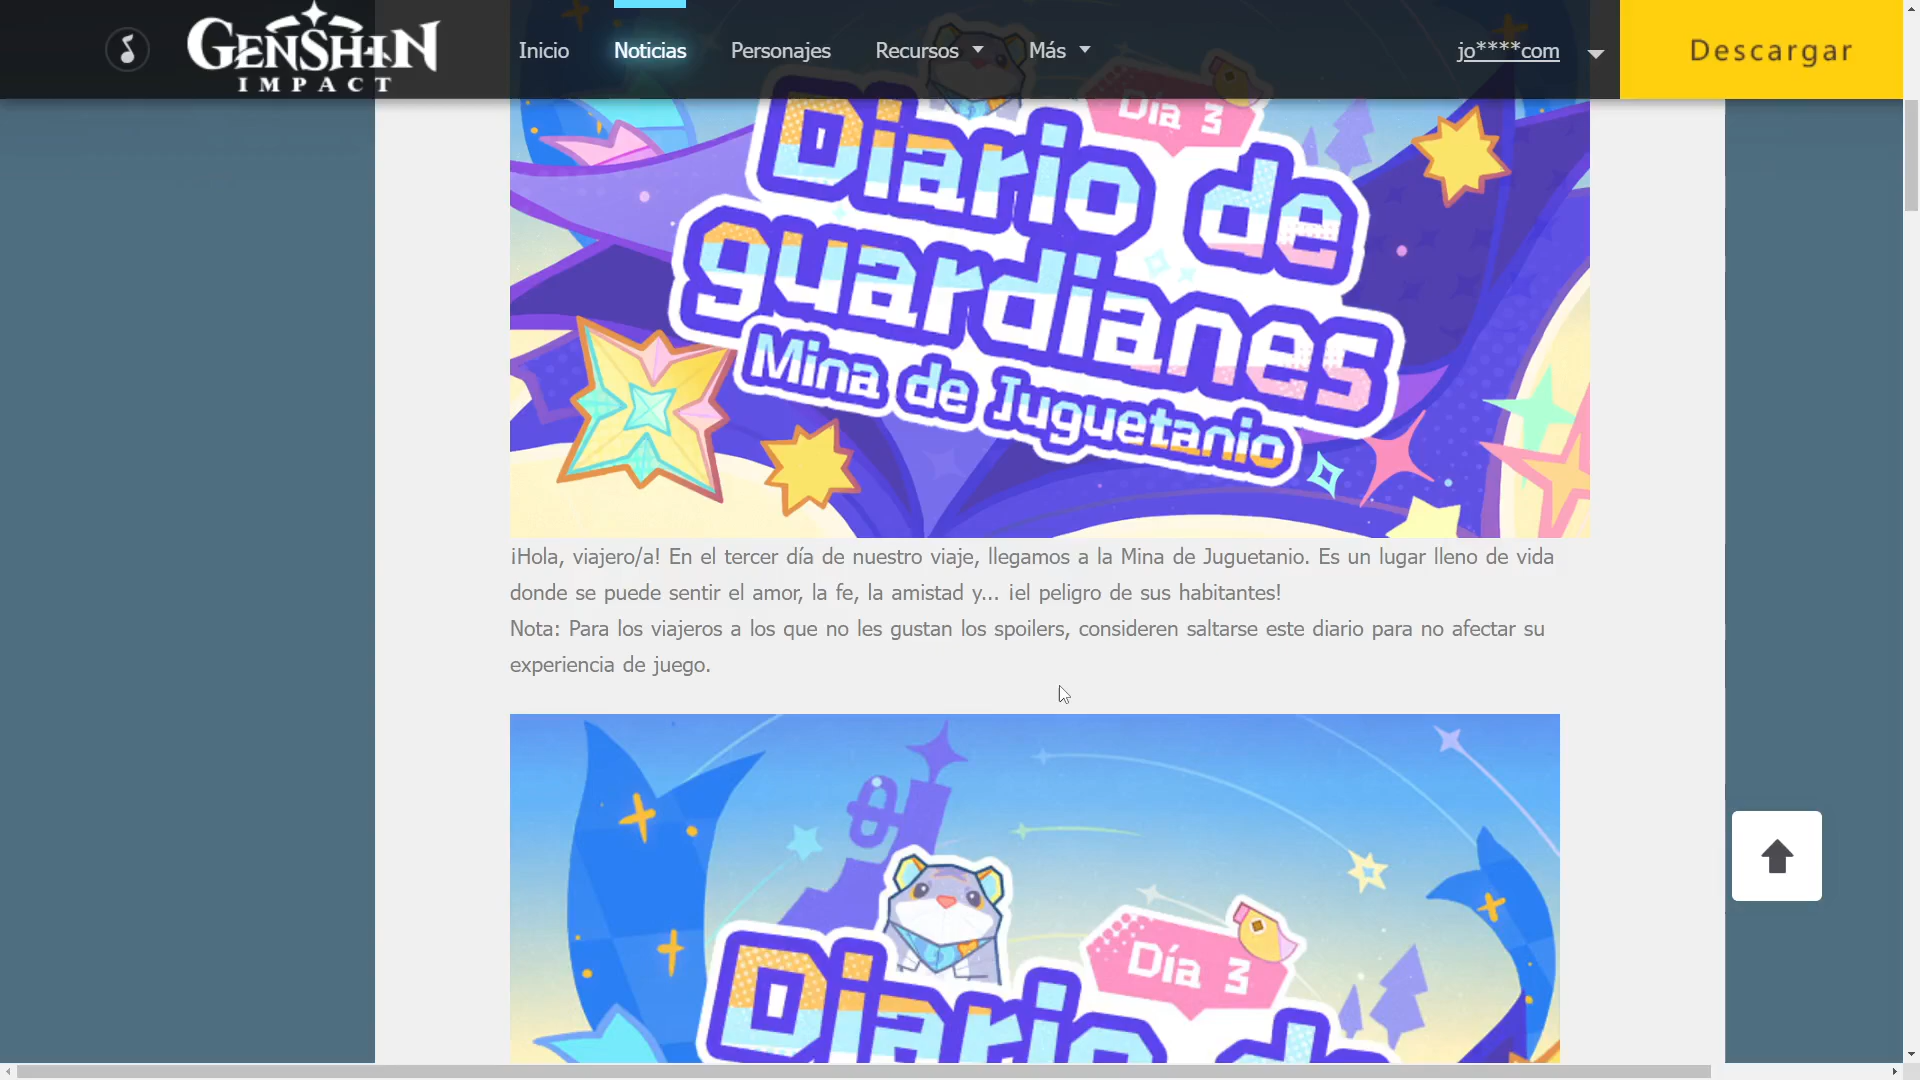 GENSHIN
IMPACT
Inicio
Noticias
Personajes
Recursos
Más
jo****com
Descargar
Día 3
Diario de
guardianes
Mina de Juguetanio
¡Hola, viajero/a! En el tercer día de nuestro viaje, llegamos a la Mina de Juguetanio. Es un lugar lleno de vida
donde se puede sentir el amor, la fe, la amistad y... ¡el peligro de sus habitantes!
Nota: Para los viajeros a los que no les gustan los spoilers, consideren saltarse este diario para no afectar su
experiencia de juego.
Día 3
Diario de